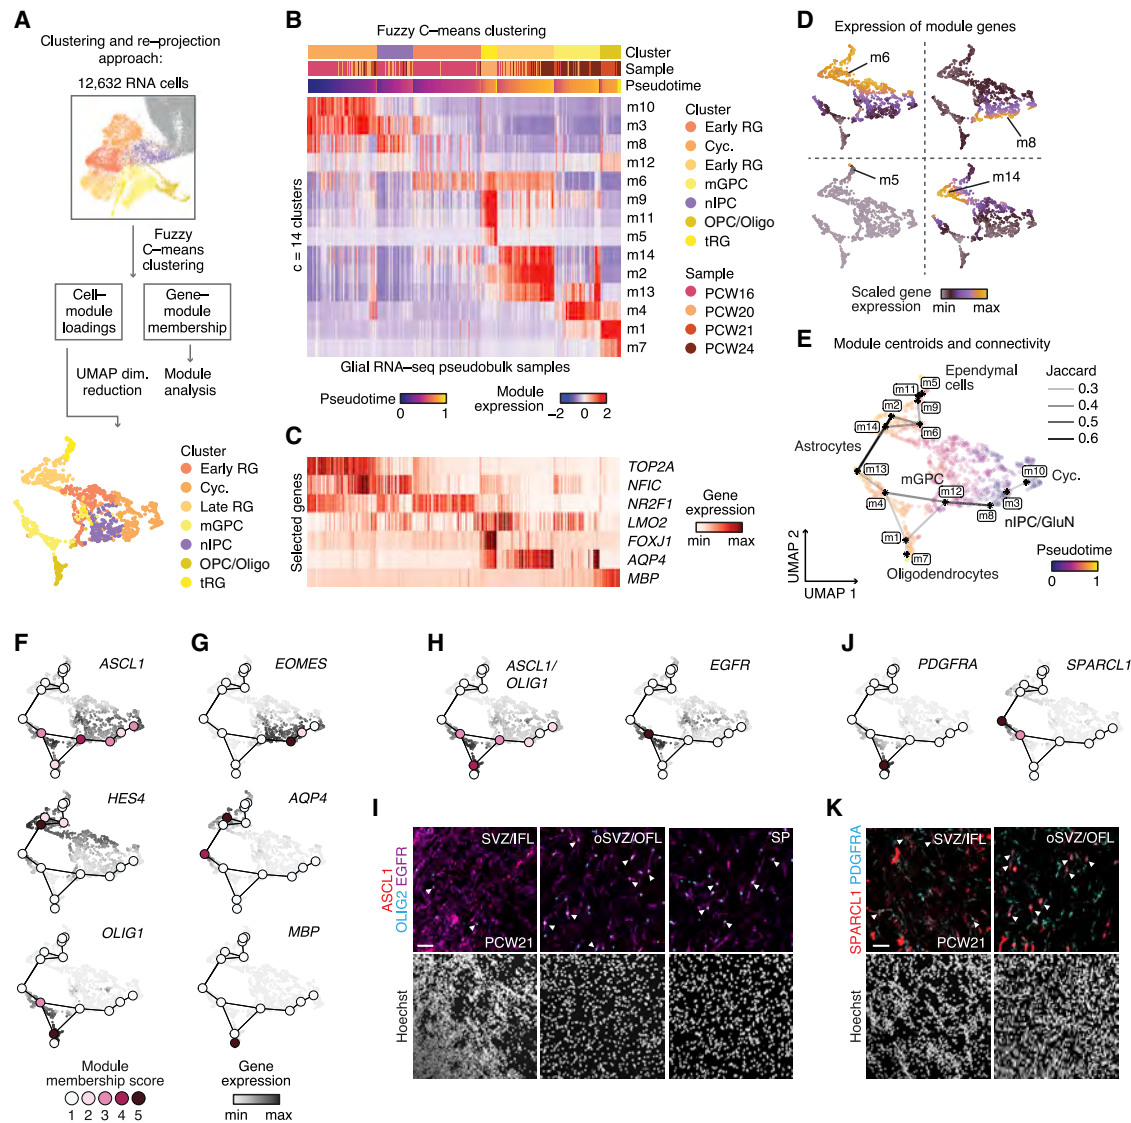 A
Clustering and re–projection
approach:
12,632 RNA cells
Fuzzy
C–means
clustering
Cell–
module
loadings
Gene–
module
membership
UMAP dim.
reduction
Module
analysis
Cluster
Early RG
Cyc.
Late RG
mGPC
nIPC
OPC/Oligo
tRG
B
Fuzzy C–means clustering
Cluster
Sample
Pseudotime
c = 14 clusters
m10
m3
m8
m12
m6
m9
m11
m5
m14
m2
m13
m4
m1
m7
Glial RNA–seq pseudobulk samples
Pseudotime
0
1
Module
expression
−2
0
2
Cluster
Early RG
Cyc.
Early RG
mGPC
nIPC
OPC/Oligo
tRG
Sample
PCW16
PCW20
PCW21
PCW24
C
Selected genes
TOP2A
NFIC
NR2F1
LMO2
FOXJ1
AQP4
MBP
Gene
expression
min
max
D
Expression of module genes
m6
m8
m5
m14
Scaled gene
expression
min
max
E
Module centroids and connectivity
Ependymal
cells
Jaccard
0.3
0.4
0.5
0.6
m5
m11
m9
m2
m14
m6
Astrocytes
m13
mGPC
m12
m10
Cyc.
m4
m3
m8
nIPC/GluN
m1
m7
Oligodendrocytes
UMAP 2
UMAP 1
Pseudotime
0
1
F
ASCL1
HES4
OLIG1
Module
membership score
1
2
3
4
5
G
EOMES
AQP4
MBP
Gene
expression
min
max
H
ASCL1/
OLIG1
EGFR
I
ASCL1
OLIG2 EGFR
SVZ/IFL
oSVZ/OFL
SP
PCW21
Hoechst
J
PDGFRA
SPARCL1
K
SPARCL1 PDGFRA
SVZ/IFL
oSVZ/OFL
PCW21
Hoechst